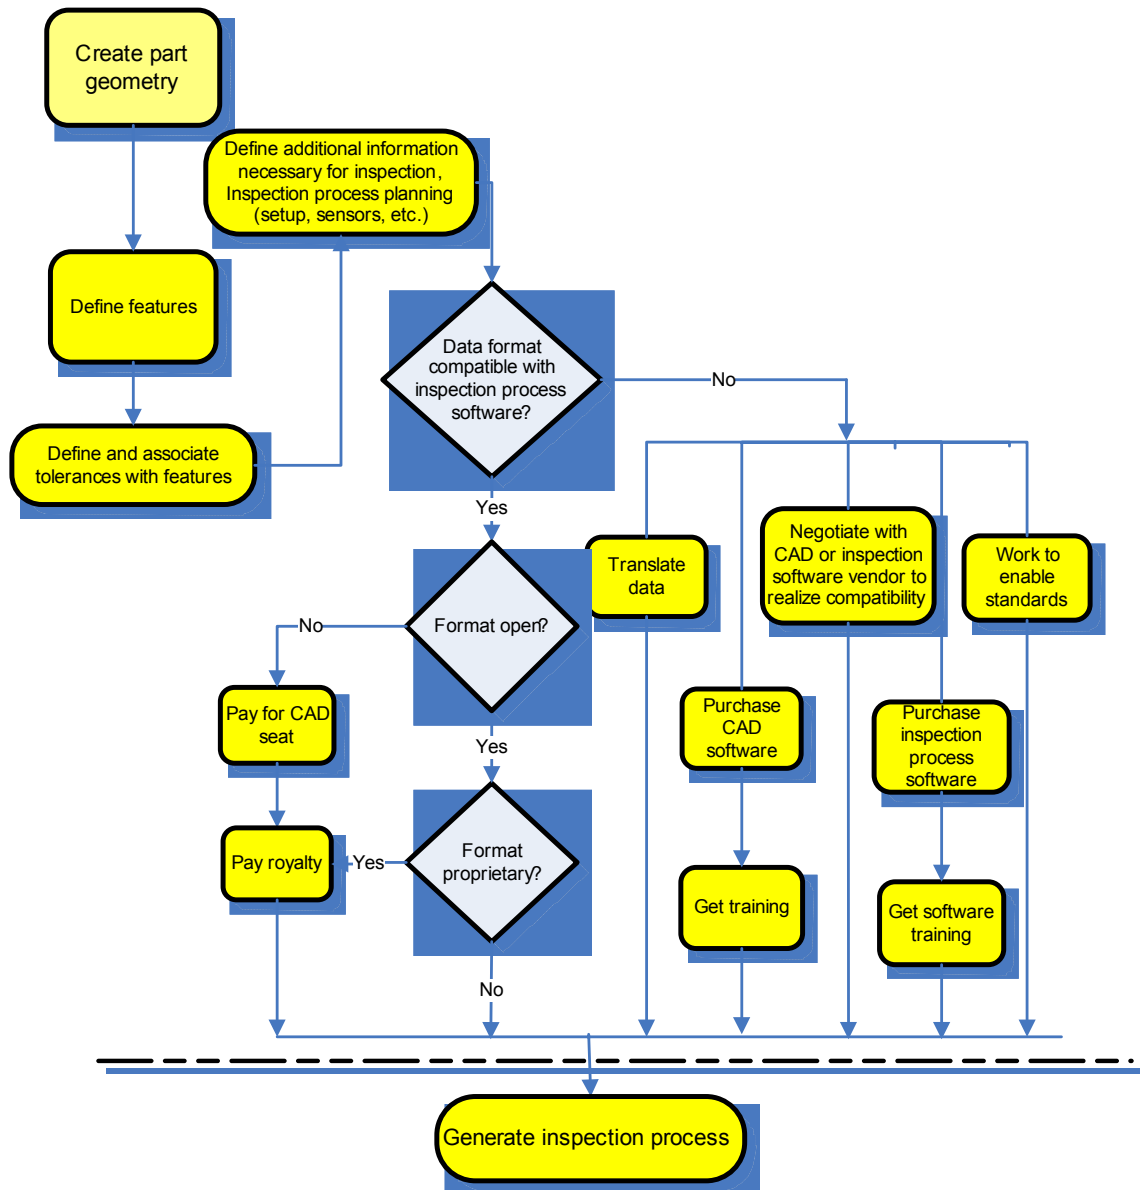 Create part
geometry
Define additional information
necessary for inspection,
Inspection process planning
(setup, sensors, etc.)
Define features
Define and associate
tolerances with features
Data format
compatible with
inspection process
software?
No
Yes
Translate
data
Negotiate with
CAD or inspection
software vendor to
realize compatibility
Work to
enable
standards
Format open?
No
Pay for CAD
seat
Yes
Purchase
CAD
software
Purchase
inspection
process
software
Pay royalty
Yes
Format
proprietary?
Get training
Get software
training
No
Generate inspection process